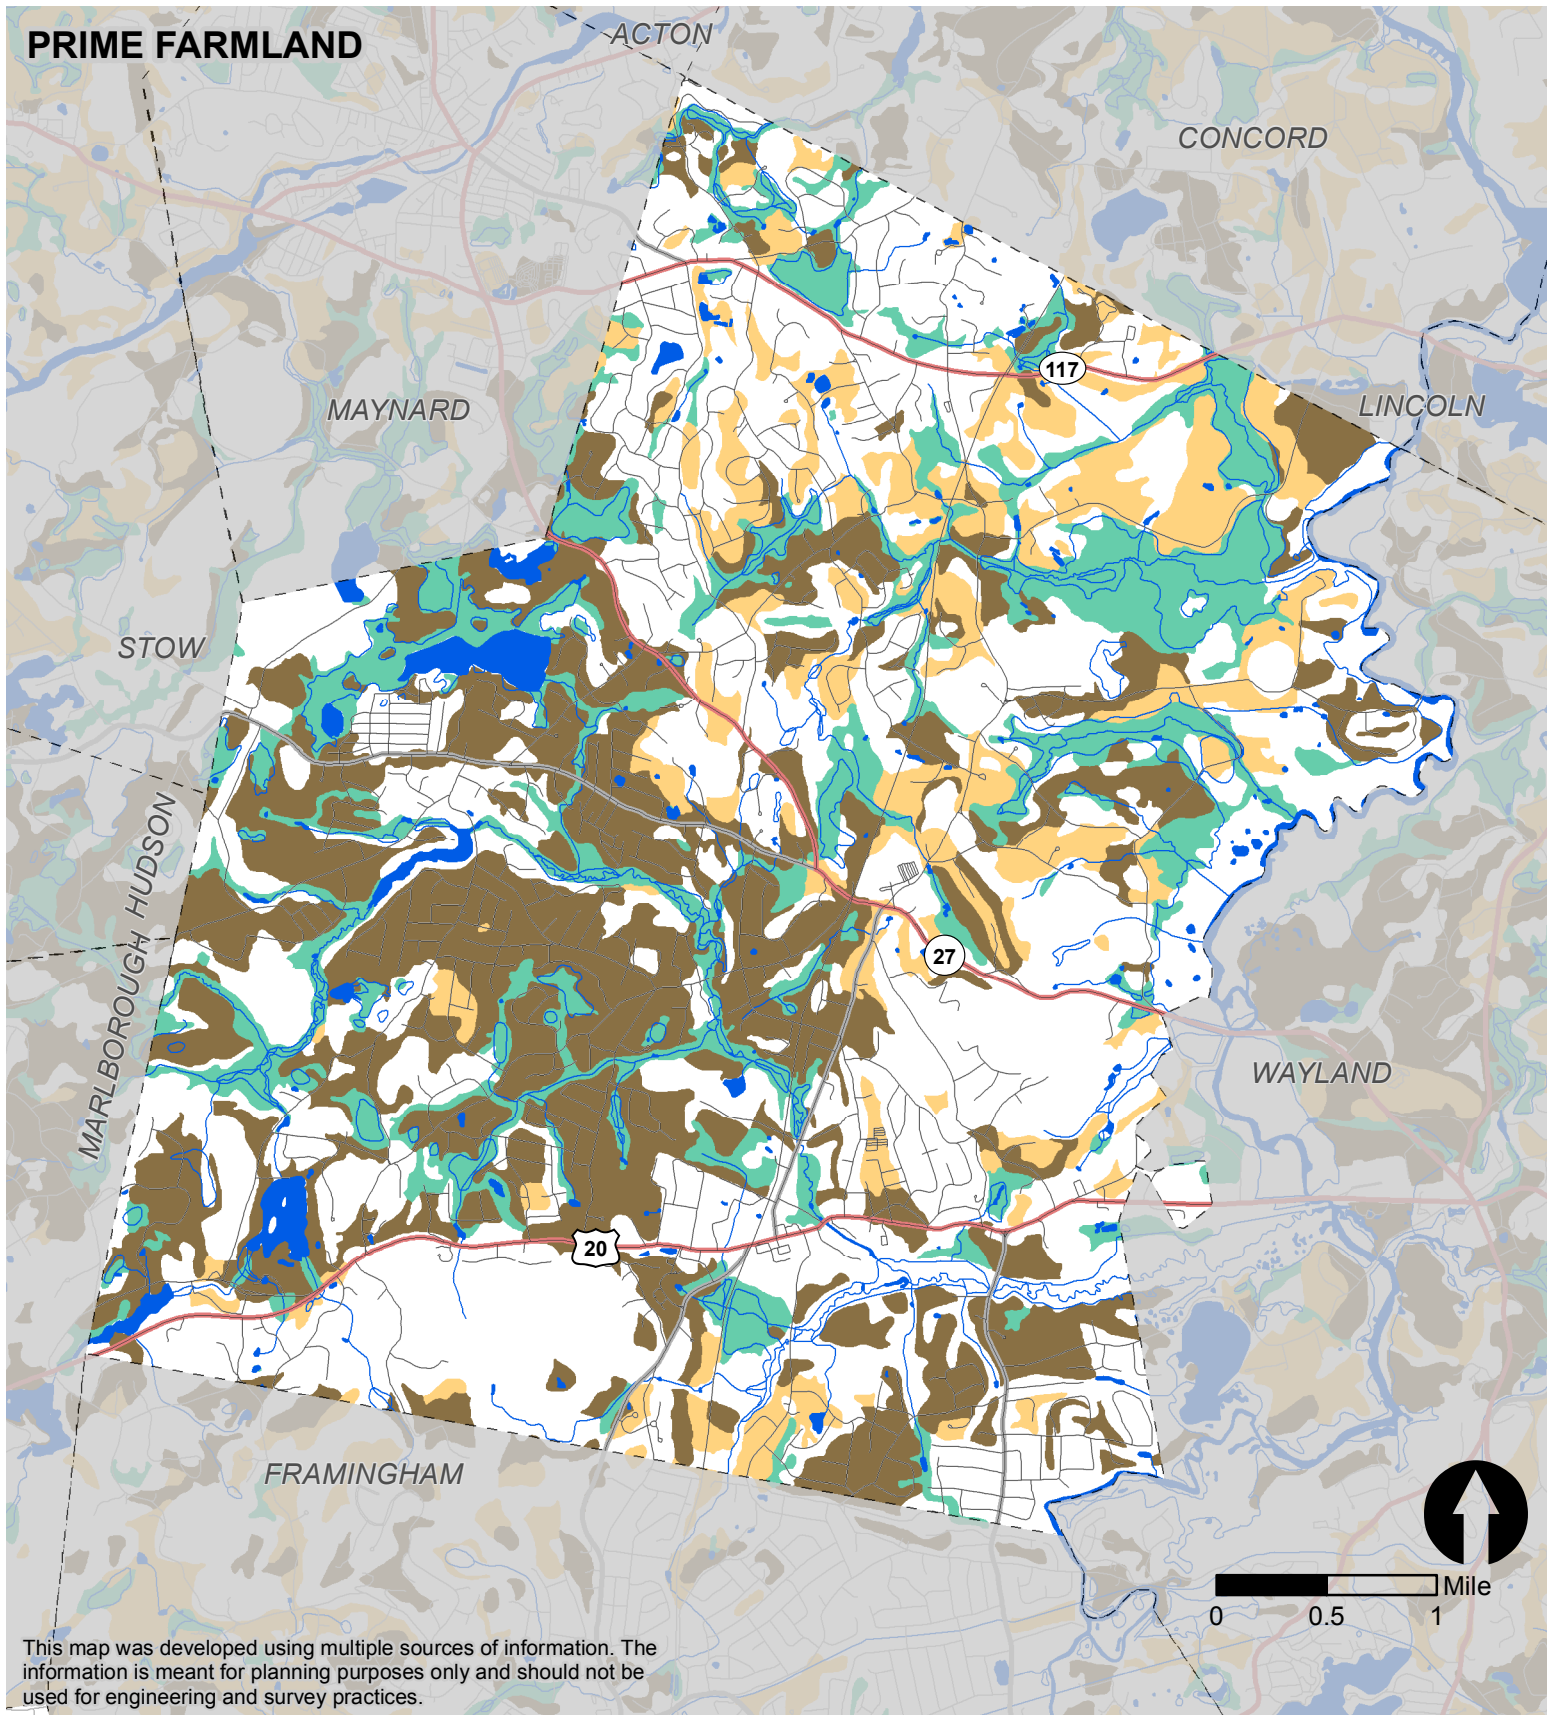 PRIME FARMLAND
ACTON
CONCORD
117
MAYNARD
LINCOLN
STOW
HUDSON
MARLBOROUGH
27
WAYLAND
20
FRAMINGHAM
Mile
0 0.5 1
This map was developed using multiple sources of information. The
information is meant for planning purposes only and should not be
used for engineering and survey practices.